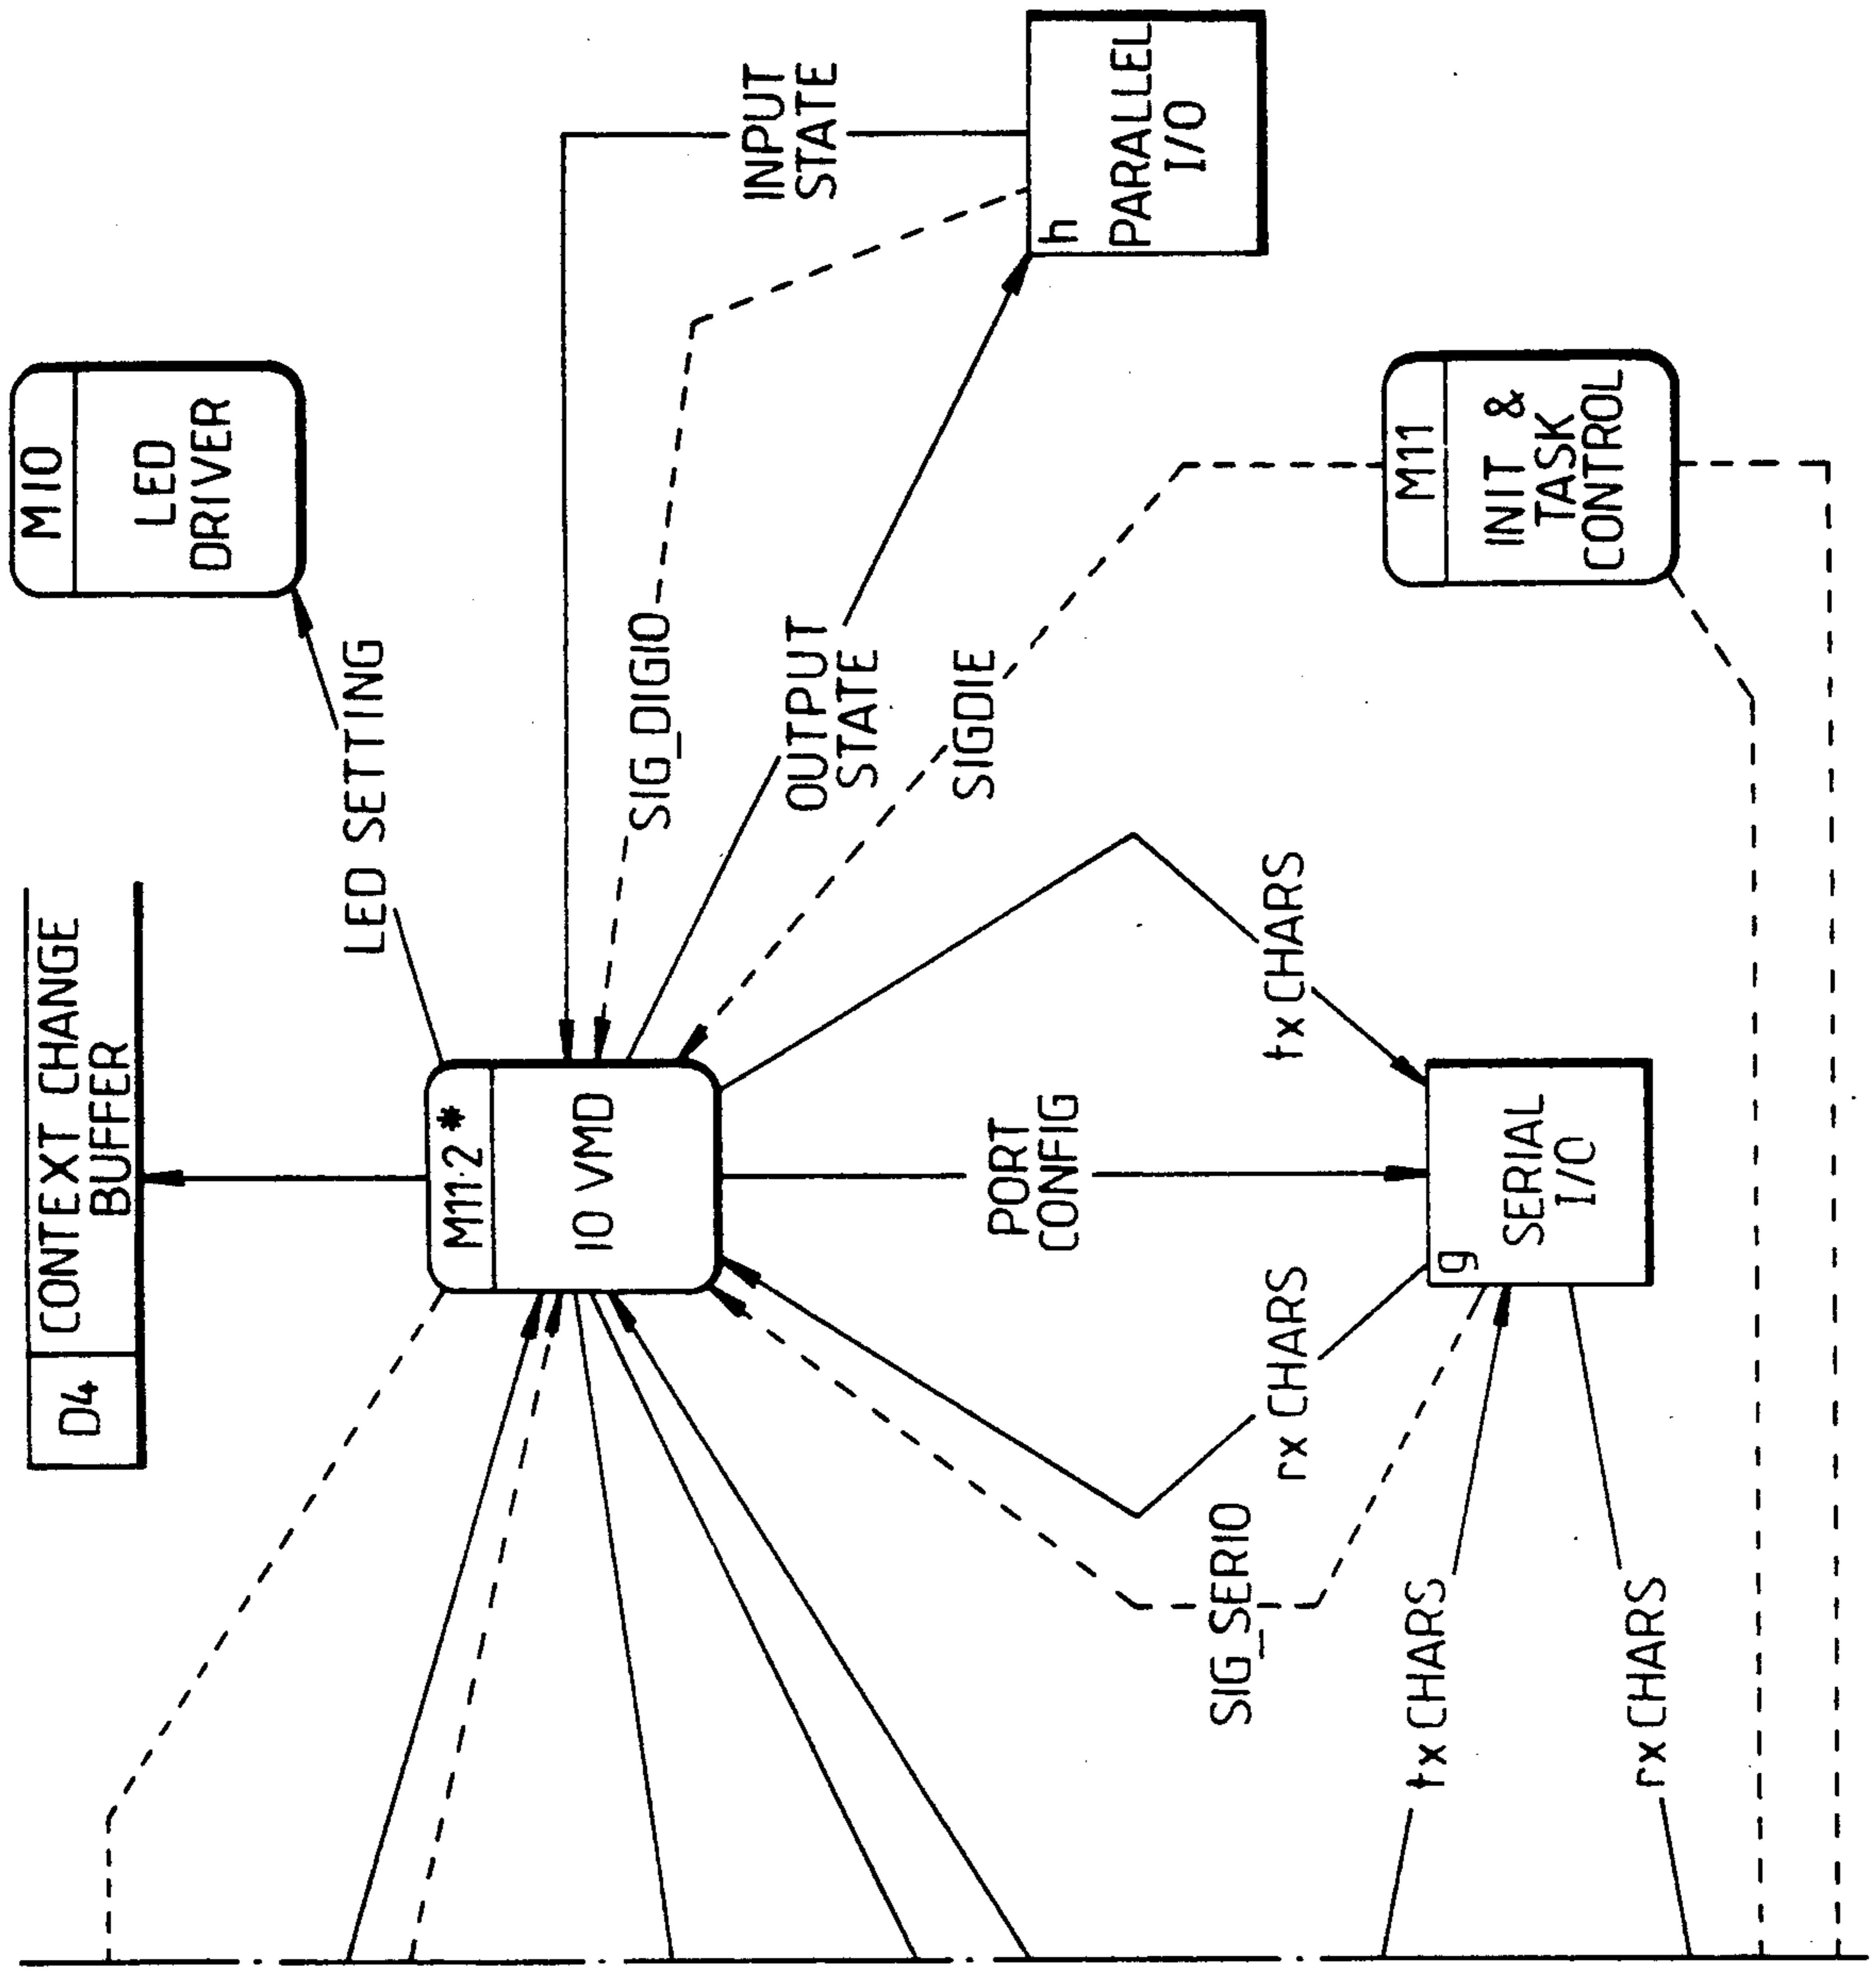 D4
CONTEXT CHANGE
BUFFER
M10
LED
DRIVER
LED SETTING
M11·2 *
IO VMD
SIG_DIGIO
INPUT
STATE
OUTPUT
STATE
h
PARALLEL
I/O
SIGDIE
M11
INIT &
TASK
CONTROL
tx CHARS
PORT
CONFIG
rx CHARS
SIG_SERIO
g
SERIAL
I/O
tx CHARS
rx CHARS